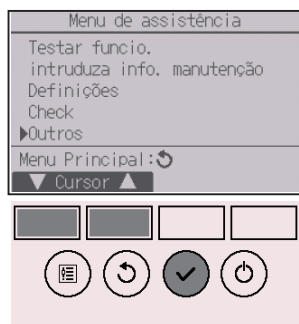 Menu de assistência
Testar funcio.
intruduza info. manutenção
Definições
Check
▶Outros
Menu Principal:
▼ Cursor ▲